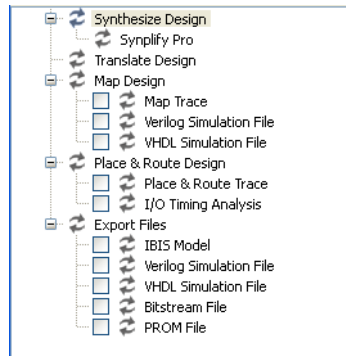 Synthesize Design
Synplify Pro
Translate Design
Map Design
Map Trace
Verilog Simulation File
VHDL Simulation File
Place & Route Design
Place & Route Trace
I/O Timing Analysis
Export Files
IBIS Model
Verilog Simulation File
VHDL Simulation File
Bitstream File
PROM File